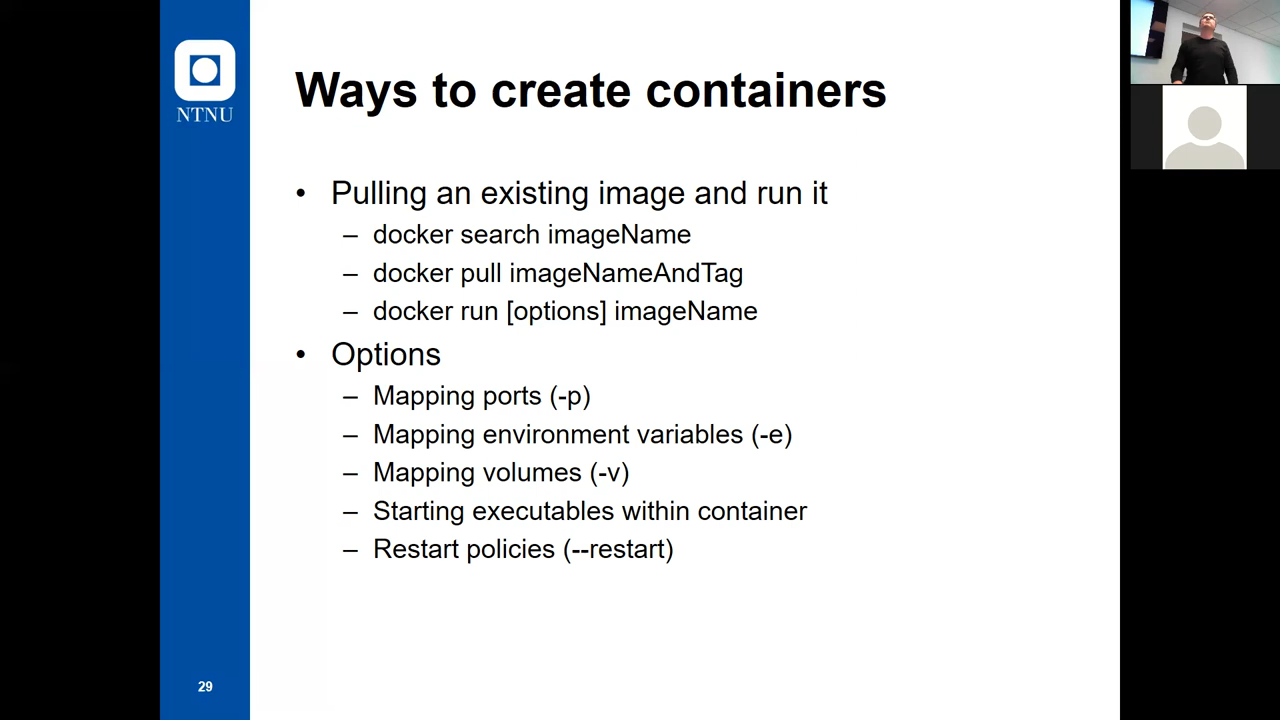 NTNU
Ways to create containers
• Pulling an existing image and run it
– docker search imageName
– docker pull imageNameAndTag
– docker run [options] imageName
• Options
– Mapping ports (-p)
– Mapping environment variables (-e)
– Mapping volumes (-v)
– Starting executables within container
– Restart policies (--restart)
29